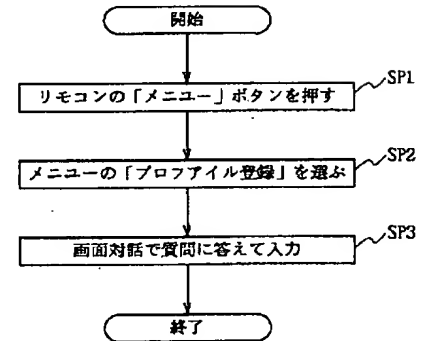 開始
リモコンの「メニュー」ボタンを押す
SP1
メニューの「プロファイル登録」を選ぶ
SP2
画面対話で質問に答えて入力
SP3
終了